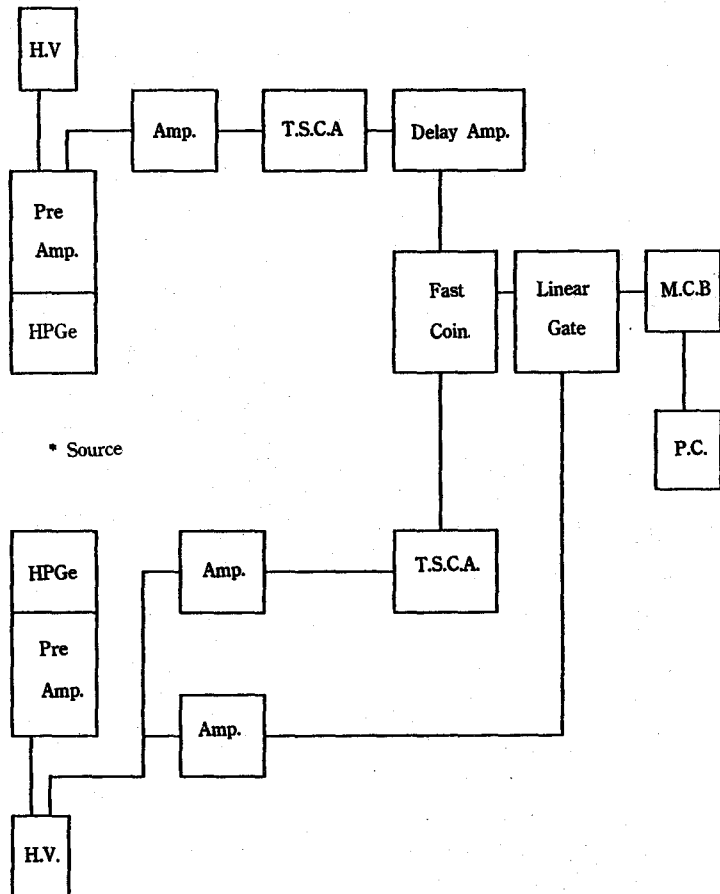 H.V
Amp.
T.S.C.A
Delay Amp.
Pre
Amp.
HPGe
Fast
Coin.
Linear
Gate
M.C.B
P.C.
* Source
HPGe
Pre
Amp.
Amp.
T.S.C.A.
Amp.
H.V.